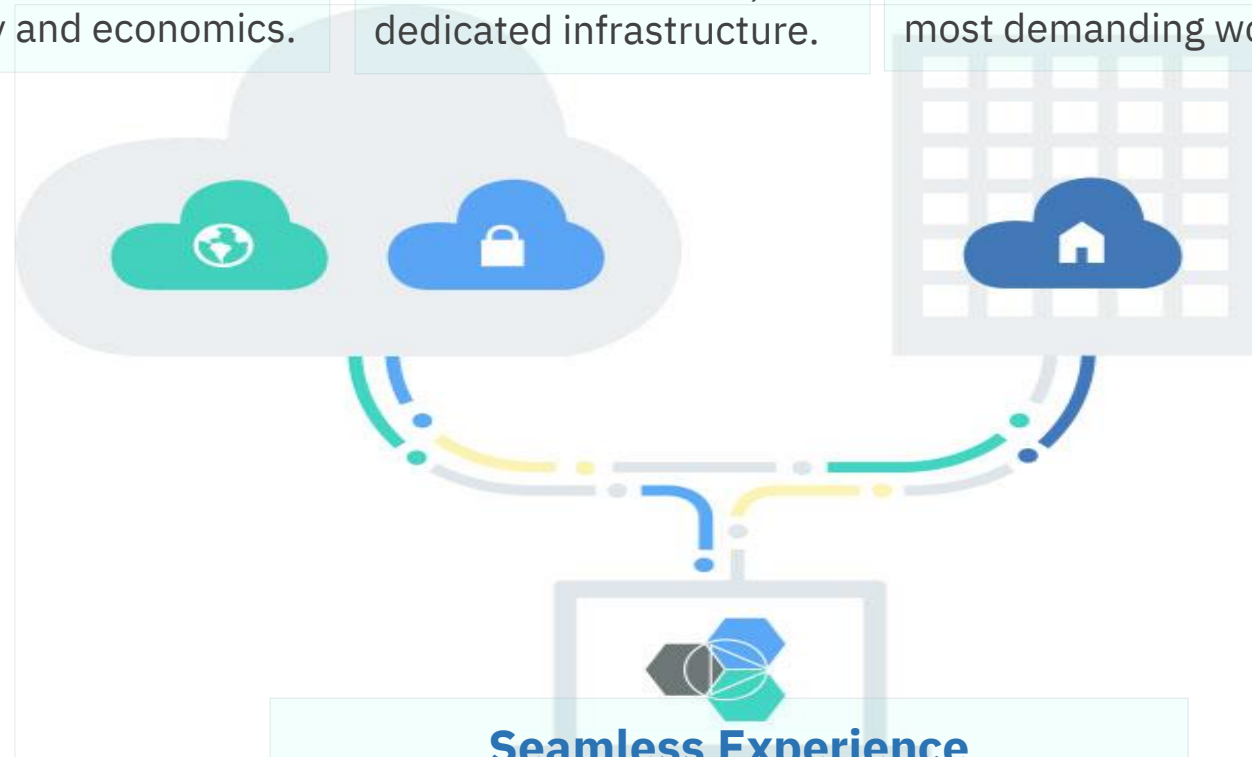 and economics.
dedicated infrastructure.
most demanding
Seamless Experience